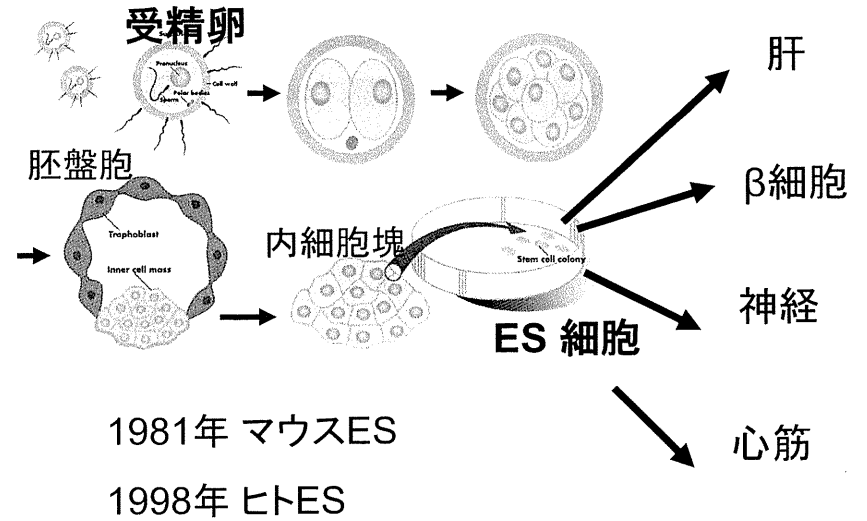 受精卵
Pronucleus
Cell wall
Polar bodies
Sperm
肝
胚盤胞
Trophoblast
Inner cell mass
内細胞塊
Stem cell colony
β細胞
ES 細胞
神経
心筋
1981年 マウスES
1998年 ヒトES